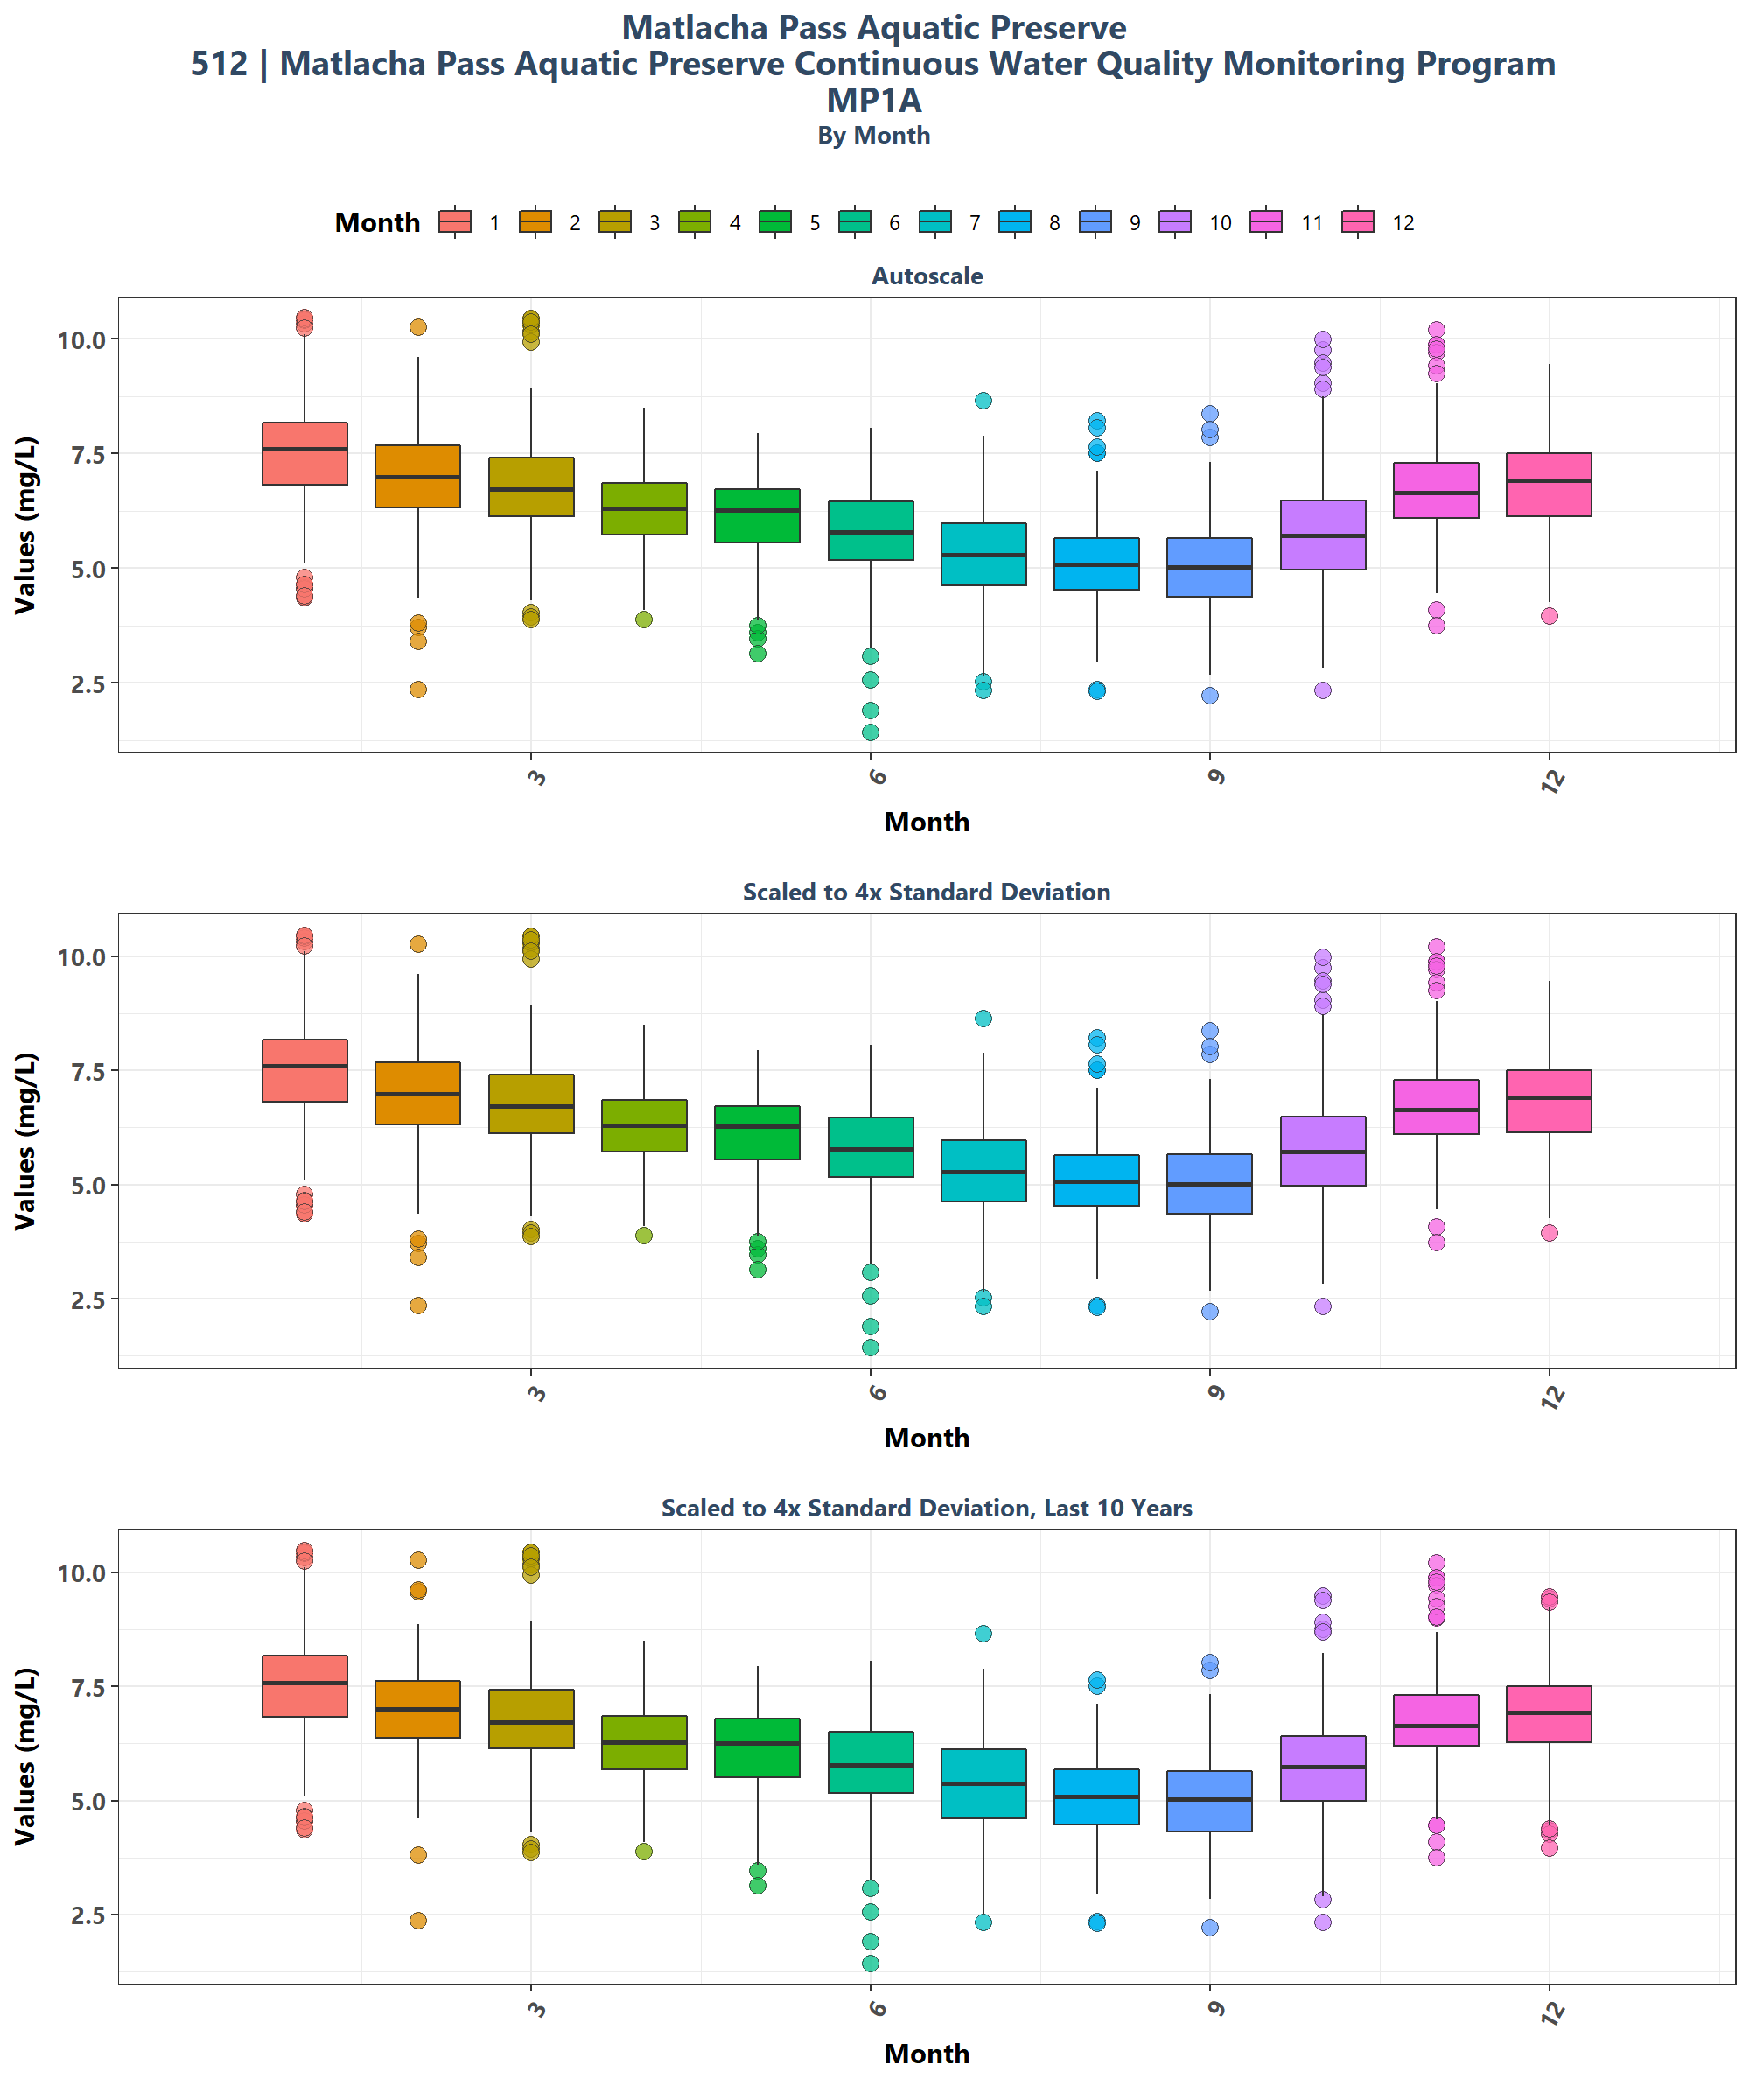 Matlacha Pass Aquatic Preserve
512 | Matlacha Pass Aquatic Preserve Continuous Water Quality Monitoring Program
MP1A
By Month
Month 1 2 3 4 5 6 7 8 9 10 11 12
Autoscale
Values (mg/L)
10.0
7.5
5.0
2.5
3 6 9 12
Month
Scaled to 4x Standard Deviation
Values (mg/L)
10.0
7.5
5.0
2.5
3 6 9 12
Month
Scaled to 4x Standard Deviation, Last 10 Years
Values (mg/L)
10.0
7.5
5.0
2.5
3 6 9 12
Month